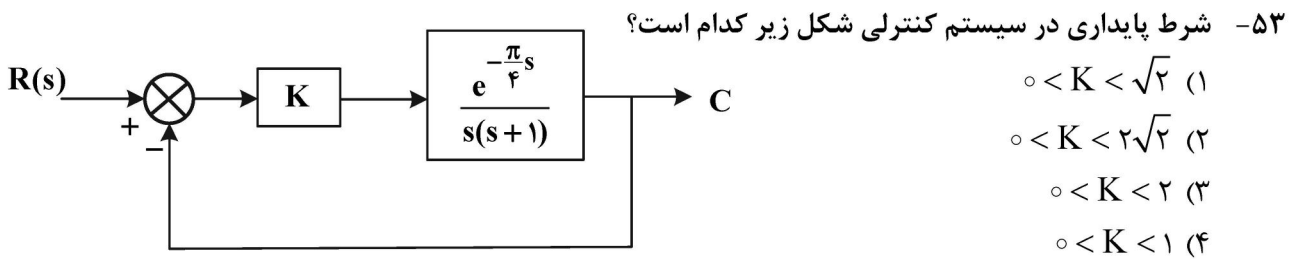 ۵۳- شرط پایداری در سیستم کنترلی شکل زیر کدام است؟
۱) ۰ < K < √۲
۲) ۰ < K < ۲√۲
۳) ۰ < K < ۲
۴) ۰ < K < ۱
R(s)
+
−
K
e^(−(π/۴)s)
s(s + ۱)
C